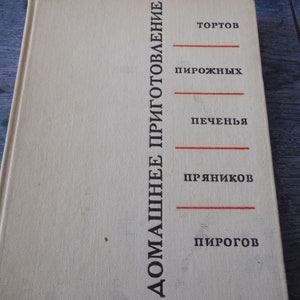 ДОМАШНЕЕ ПРИГОТОВЛЕНИЕ
ТОРТОВ
ПИРОЖНЫХ
ПЕЧЕНЬЯ
ПРЯНИКОВ
ПИРОГОВ